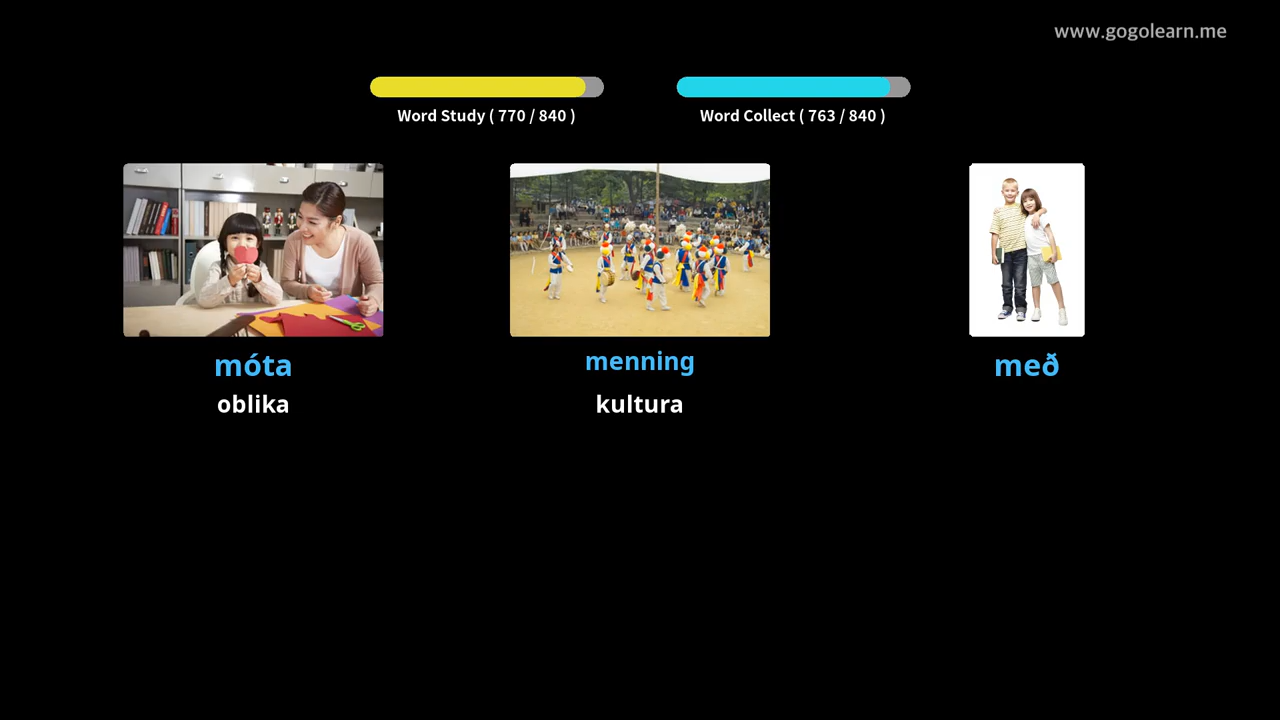 www.gogolearn.me
Word Study ( 770 / 840 )
Word Collect ( 763 / 840 )
móta
menning
með
oblika
kultura